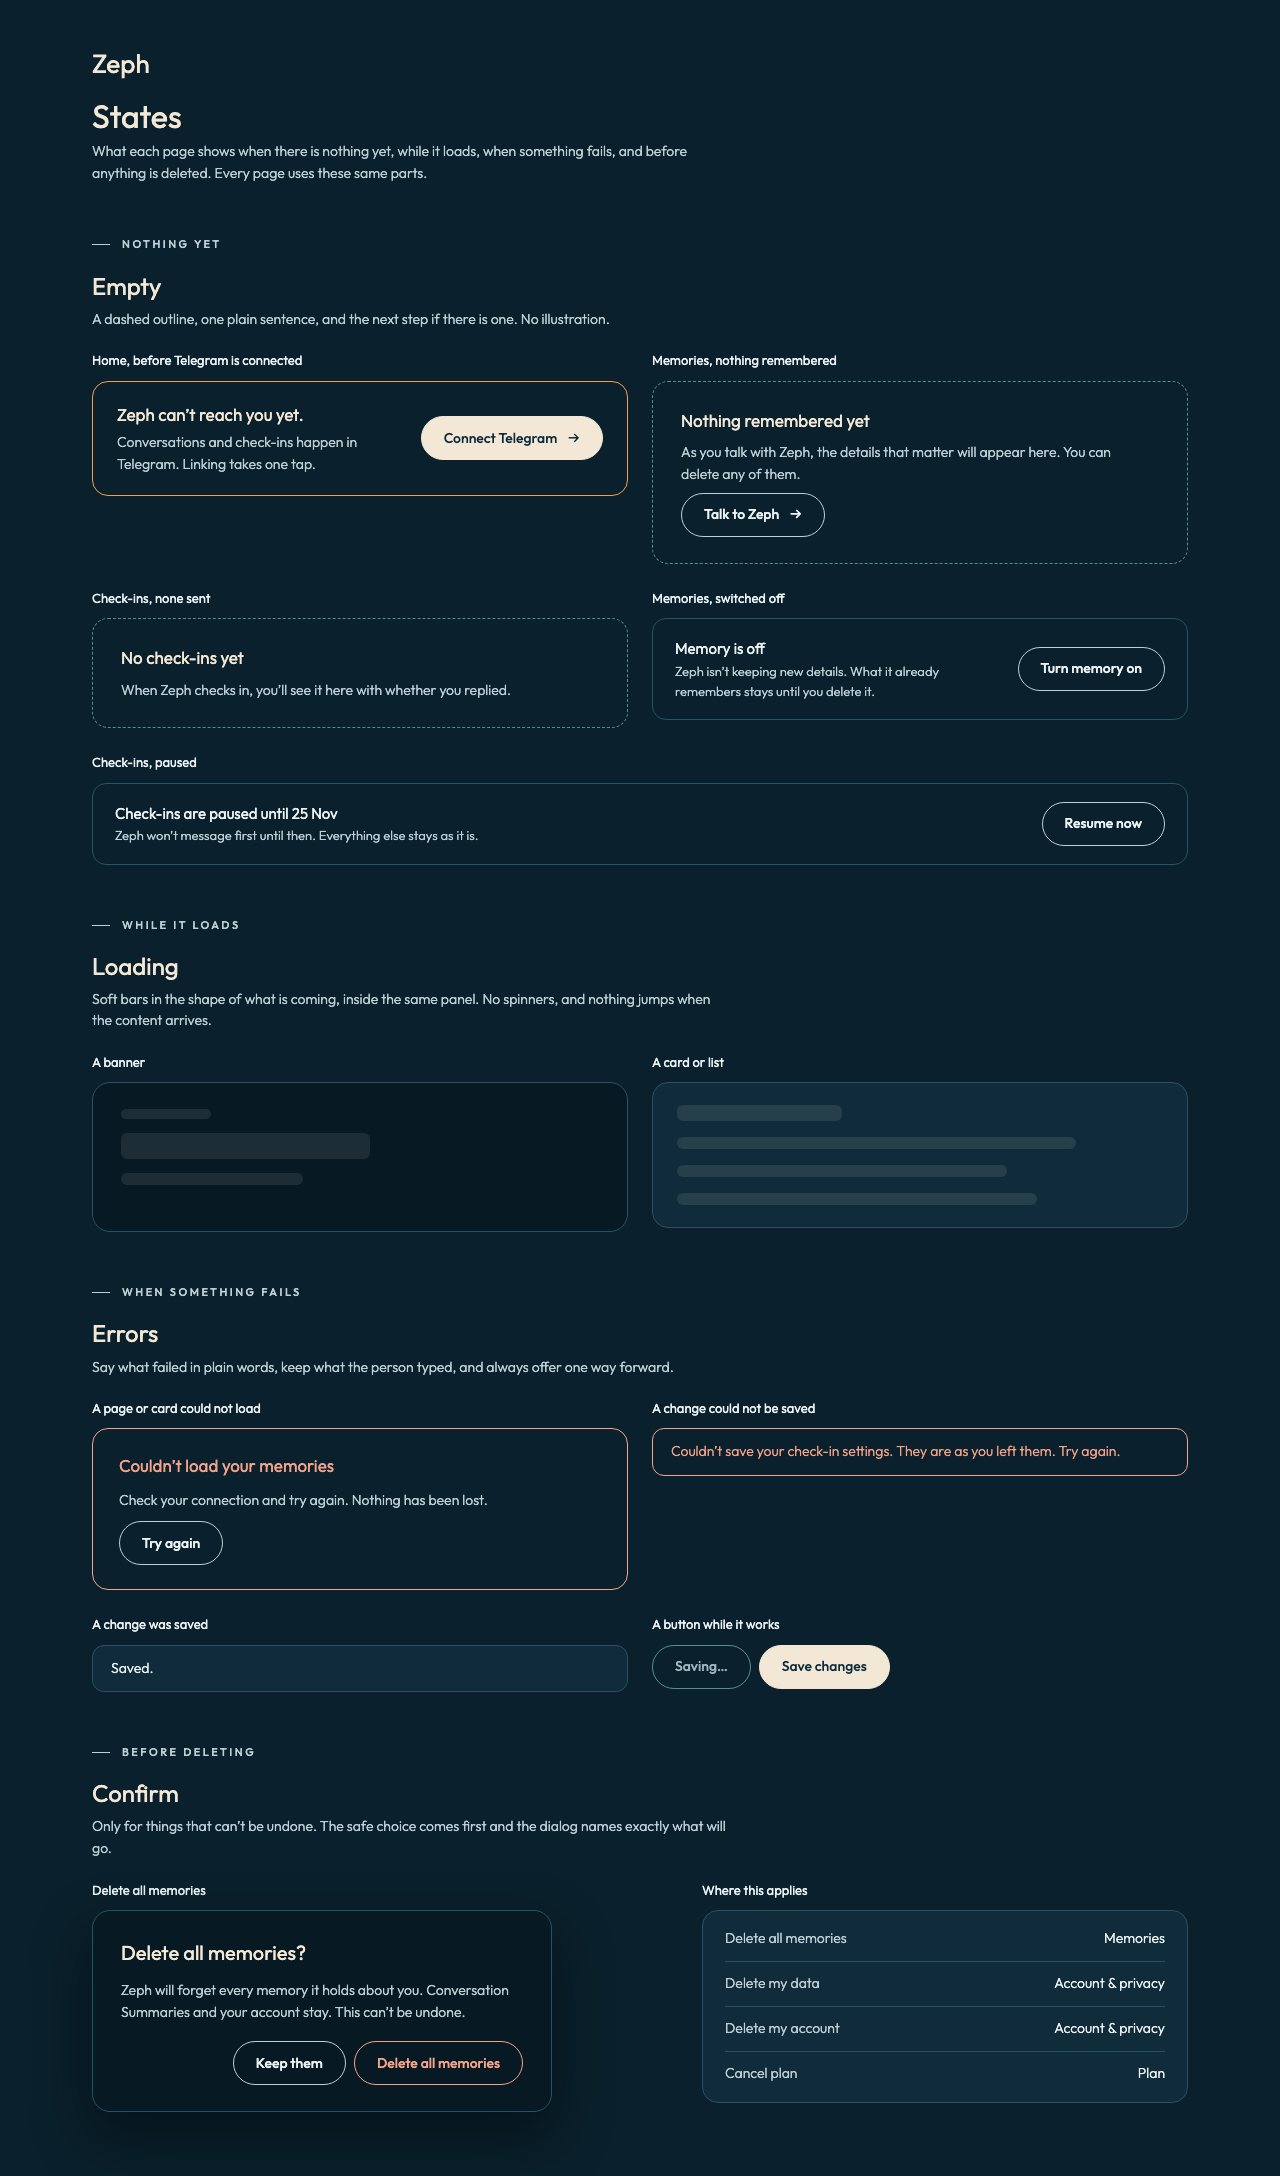 Zeph
States
What each page shows when there is nothing yet, while it loads, when something fails, and before
anything is deleted. Every page uses these same parts.
NOTHING YET
Empty
A dashed outline, one plain sentence, and the next step if there is one. No illustration.
Home, before Telegram is connected
Zeph can’t reach you yet.
Conversations and check-ins happen in
Telegram. Linking takes one tap.
Connect Telegram →
Memories, nothing remembered
Nothing remembered yet
As you talk with Zeph, the details that matter will appear here. You can
delete any of them.
Talk to Zeph →
Check-ins, none sent
No check-ins yet
When Zeph checks in, you’ll see it here with whether you replied.
Memories, switched off
Memory is off
Zeph isn’t keeping new details. What it already
remembers stays until you delete it.
Turn memory on
Check-ins, paused
Check-ins are paused until 25 Nov
Zeph won’t message first until then. Everything else stays as it is.
Resume now
WHILE IT LOADS
Loading
Soft bars in the shape of what is coming, inside the same panel. No spinners, and nothing jumps when
the content arrives.
A banner
A card or list
WHEN SOMETHING FAILS
Errors
Say what failed in plain words, keep what the person typed, and always offer one way forward.
A page or card could not load
Couldn’t load your memories
Check your connection and try again. Nothing has been lost.
Try again
A change could not be saved
Couldn’t save your check-in settings. They are as you left them. Try again.
A change was saved
Saved.
A button while it works
Saving…
Save changes
BEFORE DELETING
Confirm
Only for things that can’t be undone. The safe choice comes first and the dialog names exactly what will
go.
Delete all memories
Delete all memories?
Zeph will forget every memory it holds about you. Conversation
Summaries and your account stay. This can’t be undone.
Keep them
Delete all memories
Where this applies
Delete all memories Memories
Delete my data Account & privacy
Delete my account Account & privacy
Cancel plan Plan